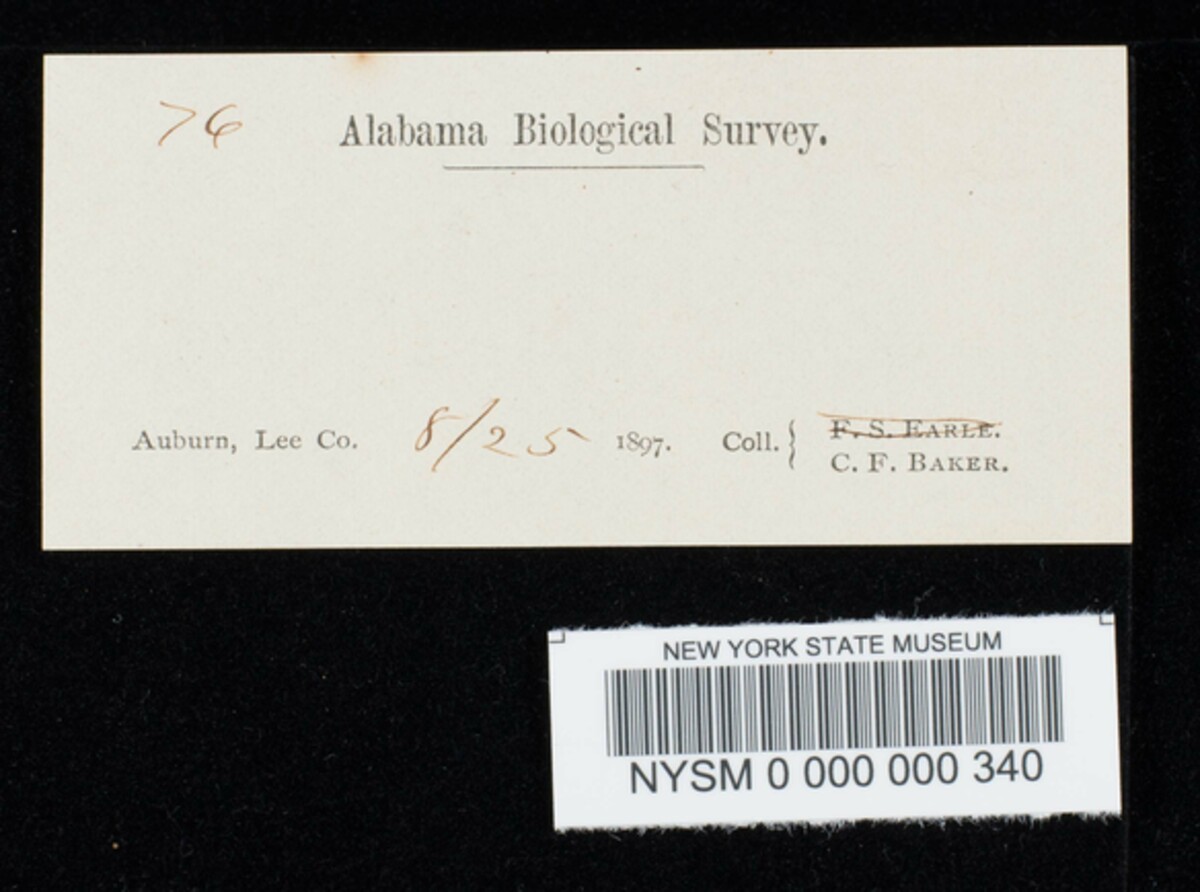 76 Alabama Biological Survey.
Auburn, Lee Co. 8/25 1897. Coll. { F. S. EARLE.
C. F. BAKER.
NEW YORK STATE MUSEUM
NYSM 0 000 000 340